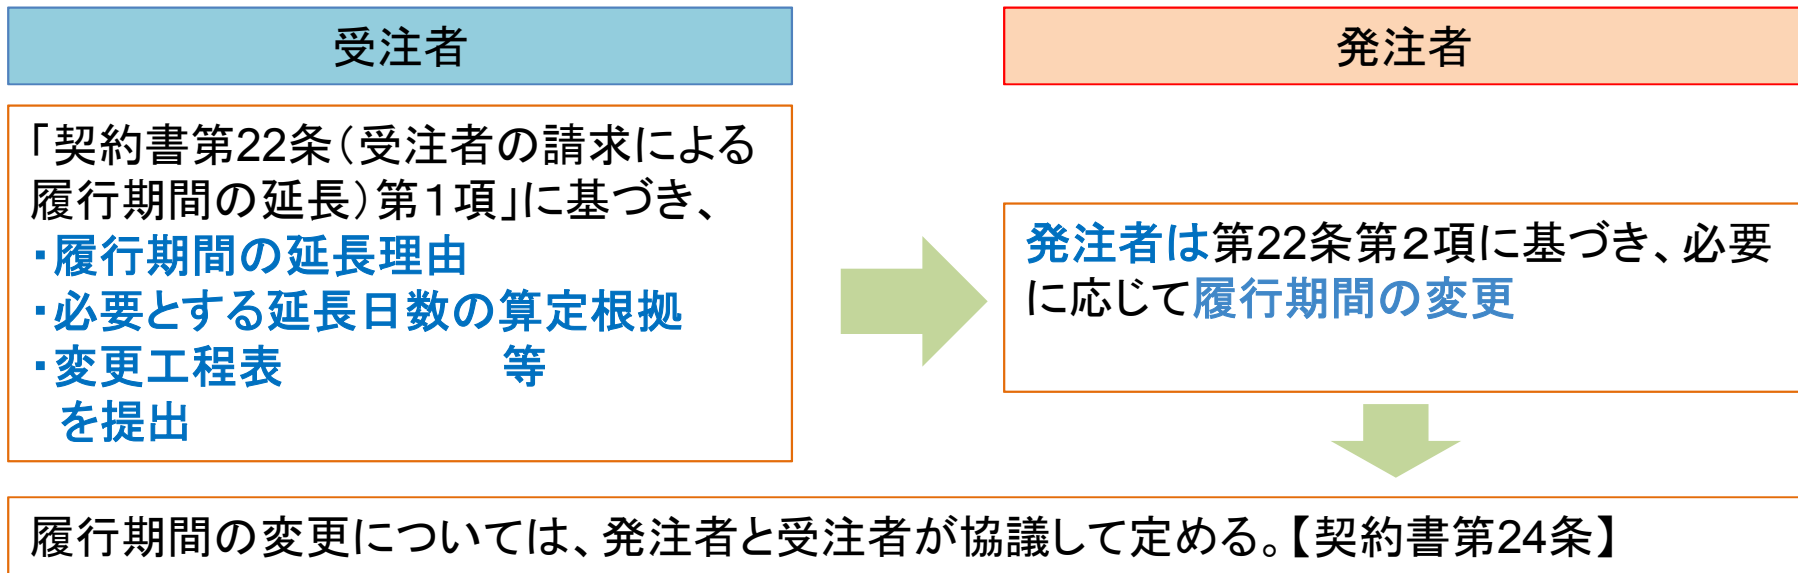 受注者
「契約書第22条(受注者の請求による
履行期間の延長)第1項」に基づき、
・履行期間の延長理由
・必要とする延長日数の算定根拠
・変更工程表　　　　　等
を提出
発注者
発注者は第22条第2項に基づき、必要
に応じて履行期間の変更
履行期間の変更については、発注者と受注者が協議して定める。【契約書第24条】